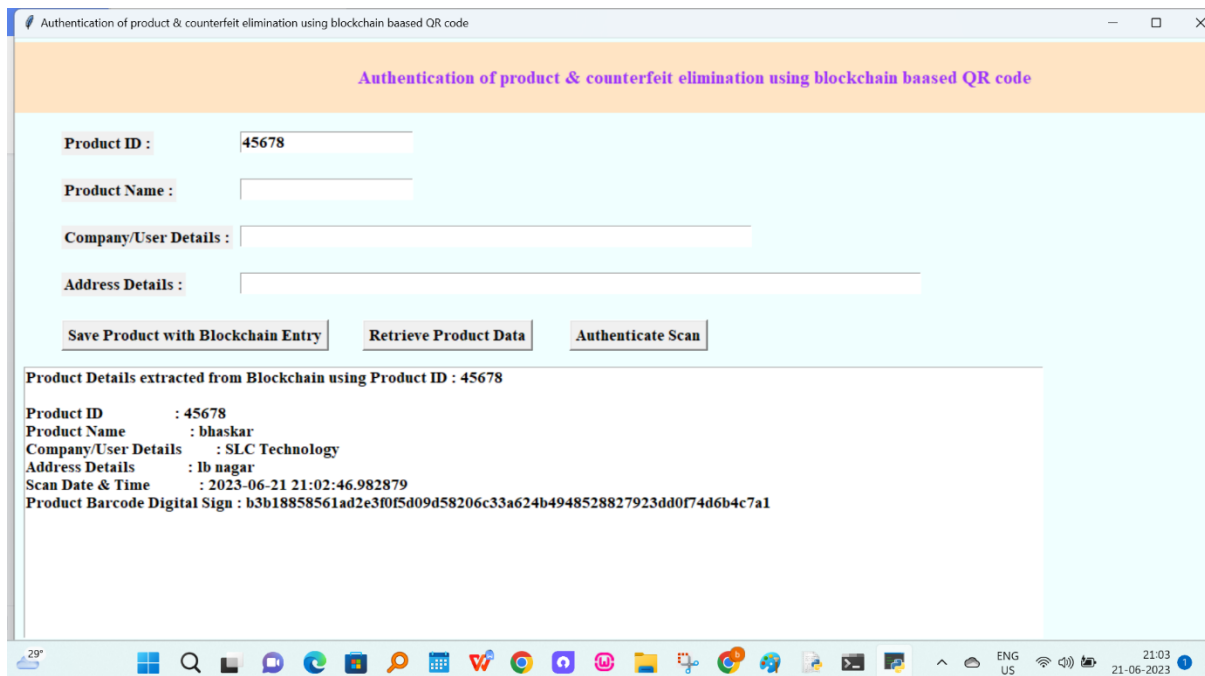 Authentication of product & counterfeit elimination using blockchain baased QR code
Authentication of product & counterfeit elimination using blockchain baased QR code
Product ID : 45678
Product Name :
Company/User Details :
Address Details :
Save Product with Blockchain Entry Retrieve Product Data Authenticate Scan
Product Details extracted from Blockchain using Product ID : 45678
Product ID : 45678
Product Name : bhaskar
Company/User Details : SLC Technology
Address Details : lb nagar
Scan Date & Time : 2023-06-21 21:02:46.982879
Product Barcode Digital Sign : b3b18858561ad2e3f0f5d09d58206c33a624b4948528827923dd0f74d6b4c7a1
29°
ENG 21:03
US 21-06-2023 1